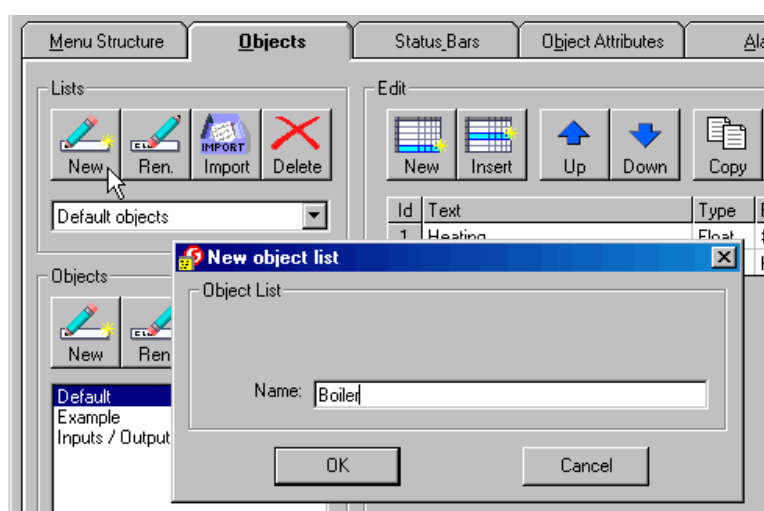 Menu Structure
Objects
Status Bars
Object Attributes
Lists
New
Ren.
IMPORT
Import
Delete
Default objects
Edit
New
Insert
Up
Down
Copy
Id
Text
Type
1
Heating
Float
New object list
Object List
Name:
Boiler
OK
Cancel
Objects
New
Ren
Default
Example
Inputs / Output